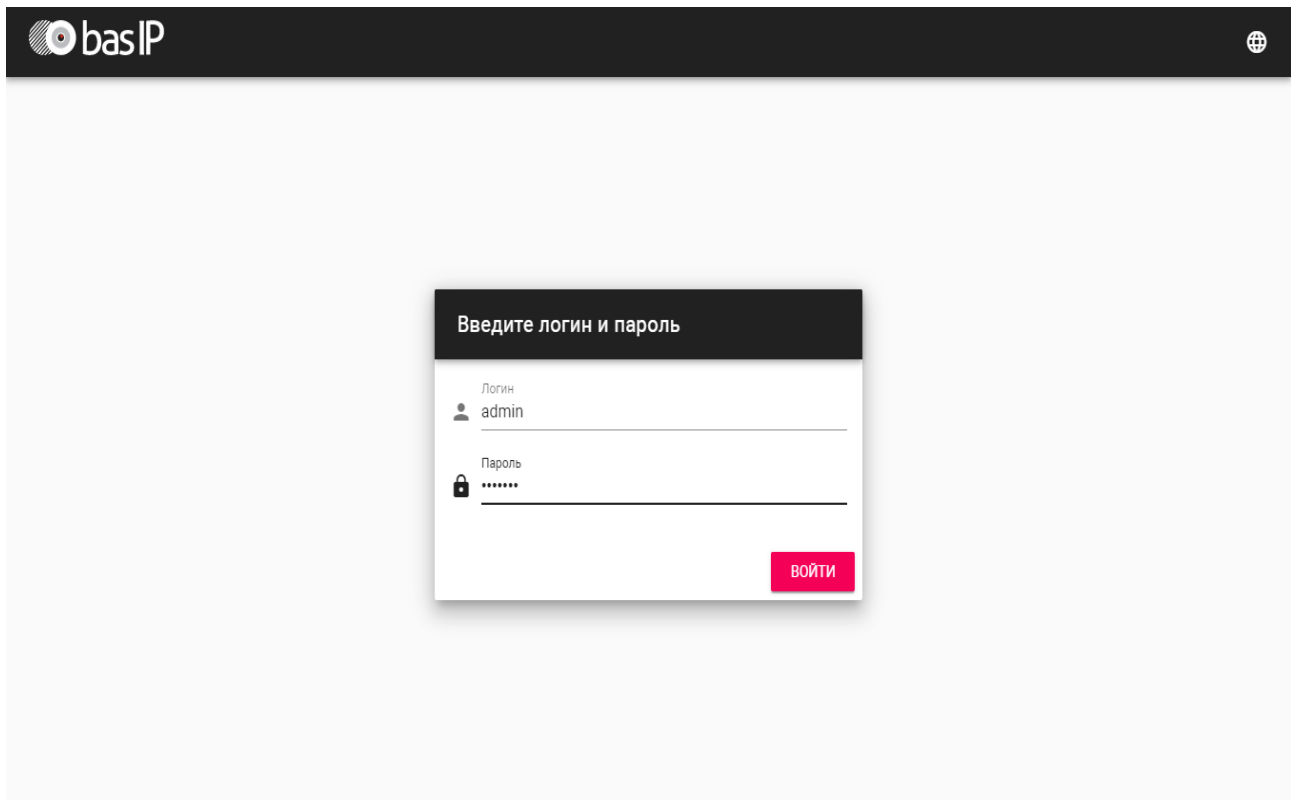 bas IP
Введите логин и пароль
Логин
admin
Пароль
•••••••
ВОЙТИ